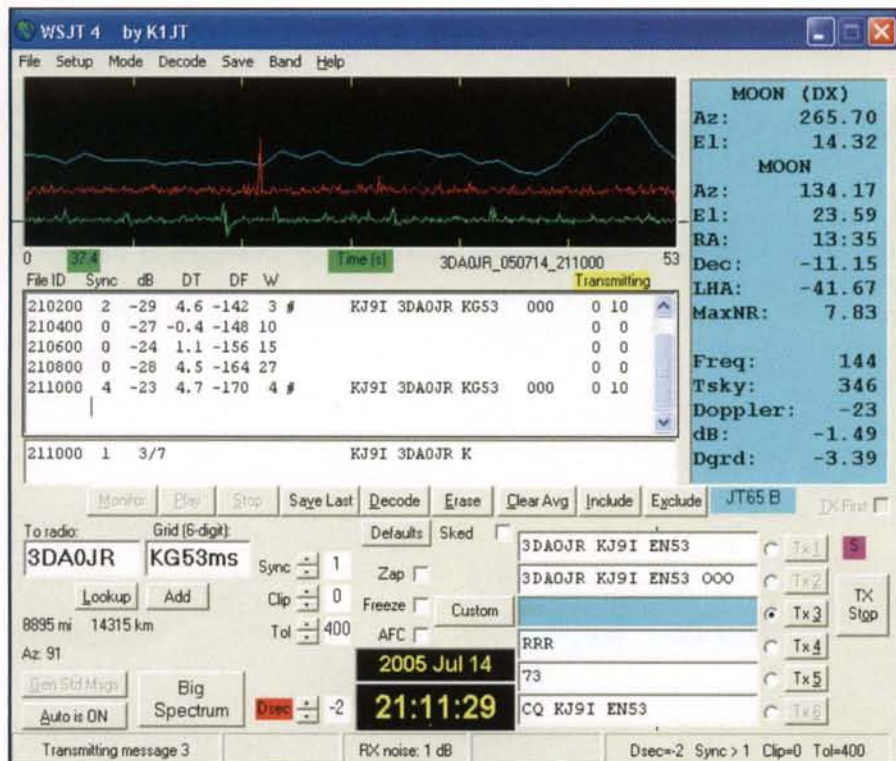 WSJT 4 by K1JT
File Setup Mode Decode Save Band Help
MOON (DX)
Az: 265.70
El: 14.32
MOON
Az: 134.17
El: 23.59
RA: 13:35
Dec: -11.15
LHA: -41.67
MaxNR: 7.83
Freq: 144
Tsky: 346
Doppler: -23
dB: -1.49
Dgrd: -3.39
0 37.4 Time (s) 3DA0JR_050714_211000 53
File ID Sync dB DT DF W Transmitting
210200 2 -29 4.6 -142 3 # KJ9I 3DA0JR KG53 OOO 0 10
210400 0 -27 -0.4 -148 10 0 0
210600 0 -24 1.1 -156 15 0 0
210800 0 -28 4.5 -164 27 0 0
211000 4 -23 4.7 -170 4 # KJ9I 3DA0JR KG53 OOO 0 10
211000 1 3/7 KJ9I 3DA0JR K
Monitor Play Stop Save Last Decode Erase Clear Avg Include Exclude JT65 B TX First
To radio: Grid (6-digit):
3DA0JR KG53ms
Lookup Add
8895 mi 14315 km
Az: 91
Gen Std Msgs
Auto is ON
Big Spectrum
Sync 1
Clip 0
Tol 400
Dsec -2
Defaults Sked
Zap
Freeze
AFC
Custom
2005 Jul 14
21:11:29
3DA0JR KJ9I EN53 Tx1 S
3DA0JR KJ9I EN53 OOO Tx2
Tx3
RRR Tx4
73 Tx5
CQ KJ9I EN53 Tx6
TX Stop
Transmitting message 3 RX noise: 1 dB Dsec=-2 Sync > 1 Clip=0 Tol=400